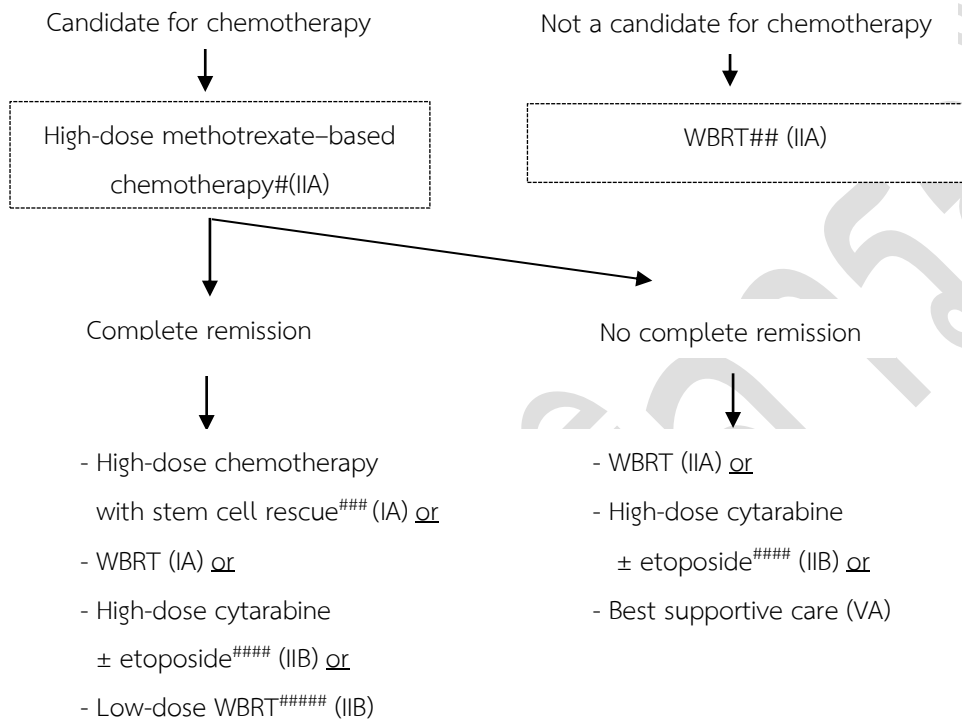 Candidate for chemotherapy
Not a candidate for chemotherapy
High-dose methotrexate–based
chemotherapy#(IIA)
WBRT## (IIA)
Complete remission
No complete remission
- High-dose chemotherapy
with stem cell rescue### (IA) or
- WBRT (IA) or
- High-dose cytarabine
± etoposide#### (IIB) or
- Low-dose WBRT##### (IIB)
- WBRT (IIA) or
- High-dose cytarabine
± etoposide#### (IIB) or
- Best supportive care (VA)